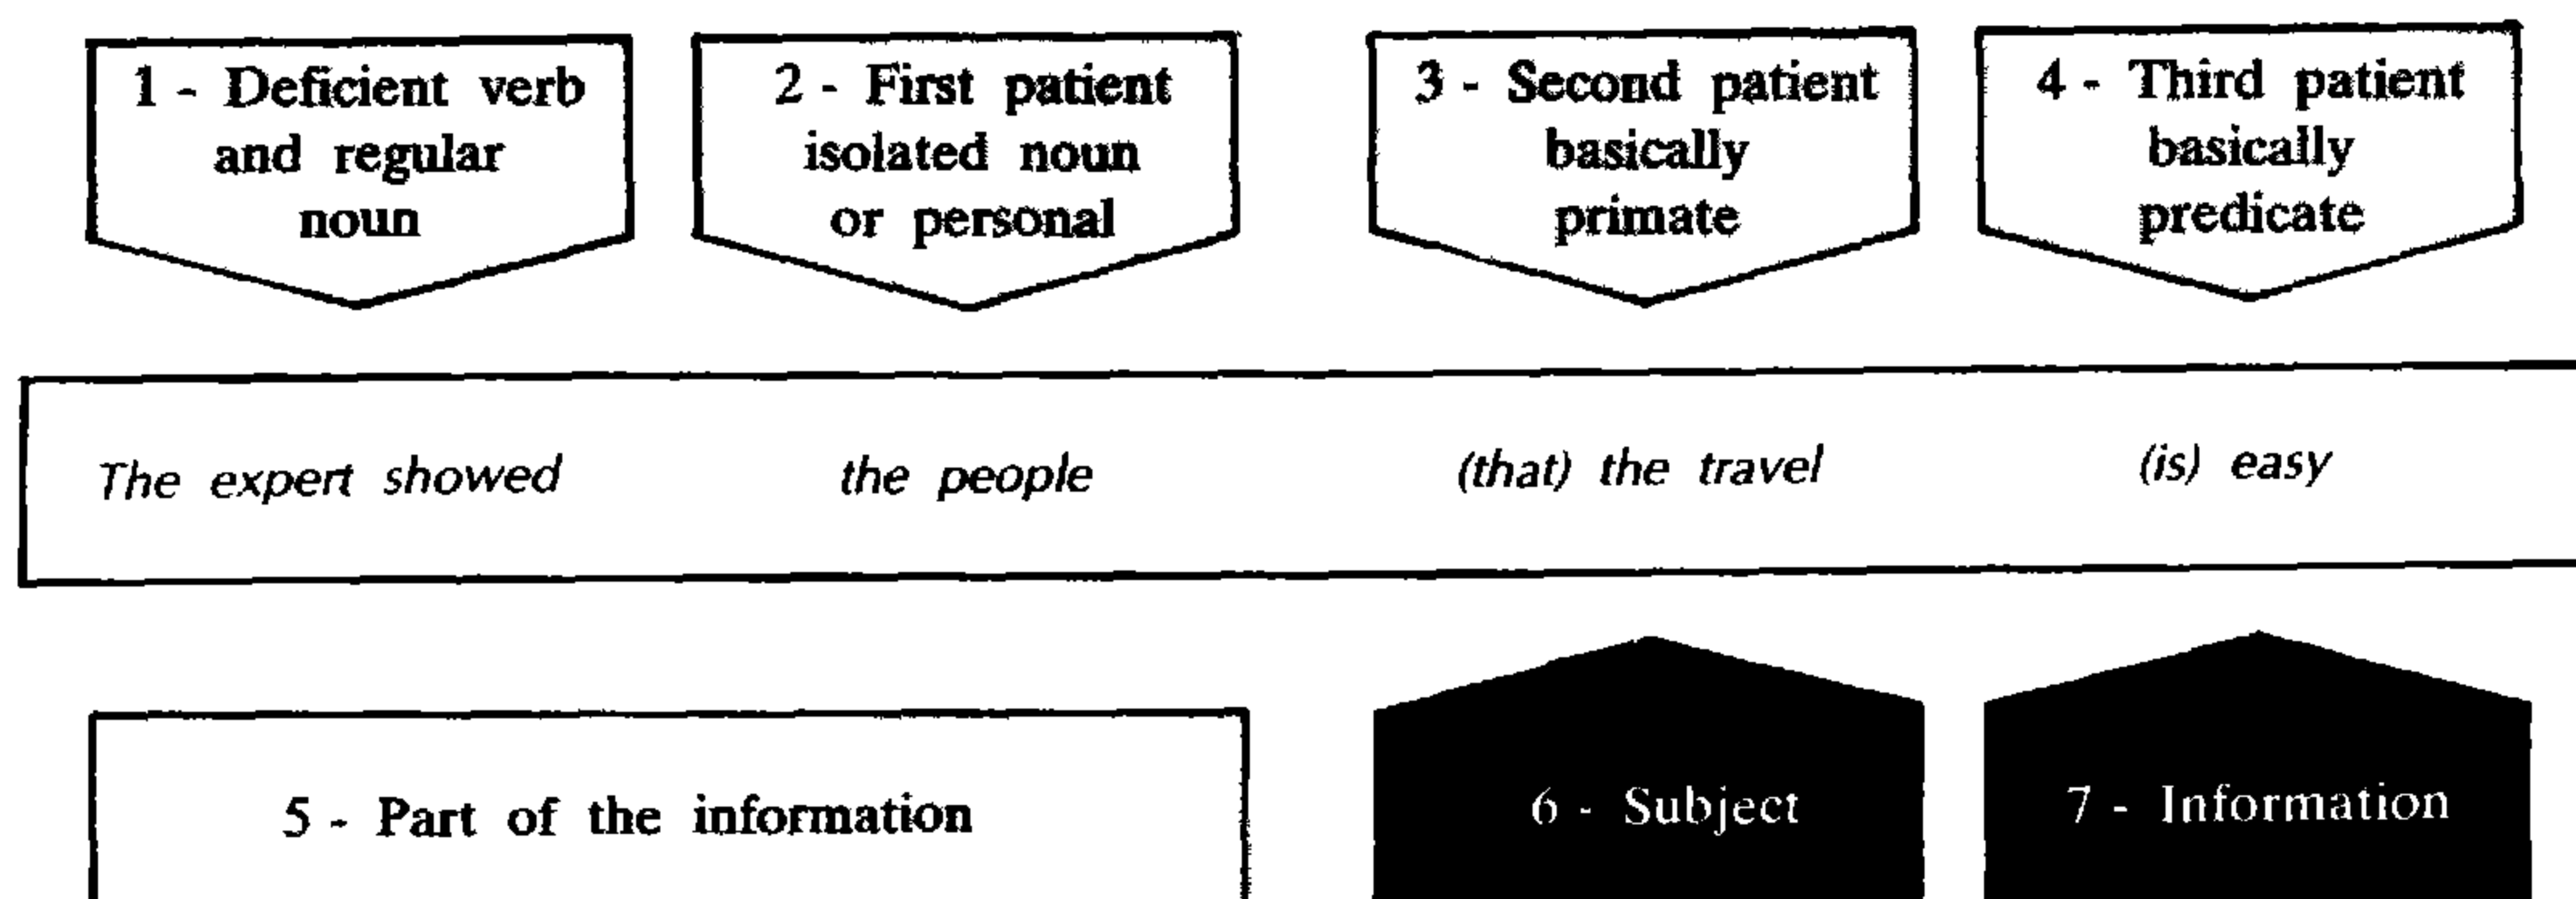 1 - Deficient verb
and regular
noun
2 - First patient
isolated noun
or personal
3 - Second patient
basically
primate
4 - Third patient
basically
predicate
The expert showed the people (that) the travel (is) easy
5 - Part of the information
6 - Subject
7 - Information